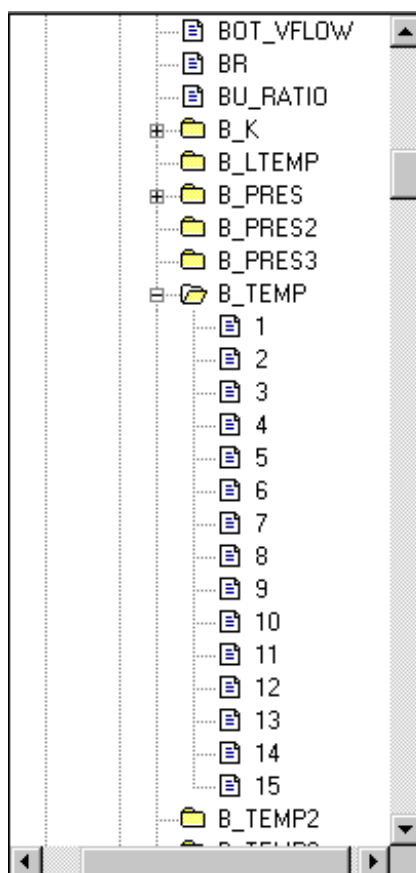 BOT_VFLOW
BR
BU_RATIO
B_K
B_LTEMP
B_PRES
B_PRES2
B_PRES3
B_TEMP
1
2
3
4
5
6
7
8
9
10
11
12
13
14
15
B_TEMP2